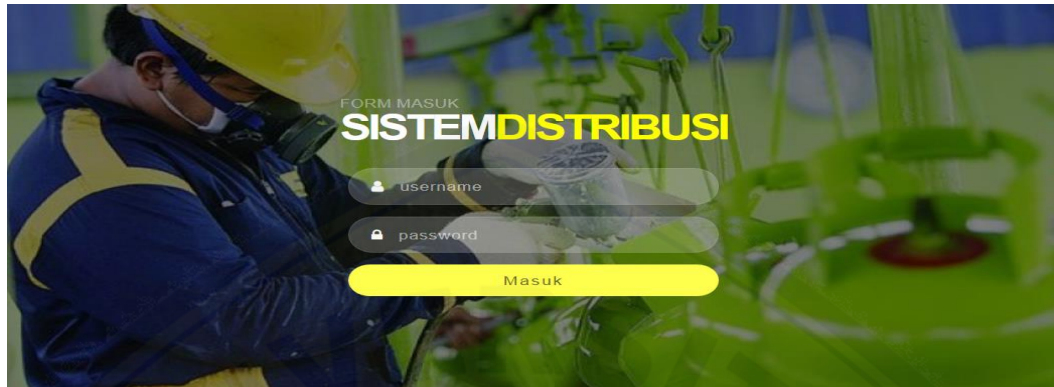 FORM MASUK
SISTEMDISTRIBUSI
username
password
Masuk